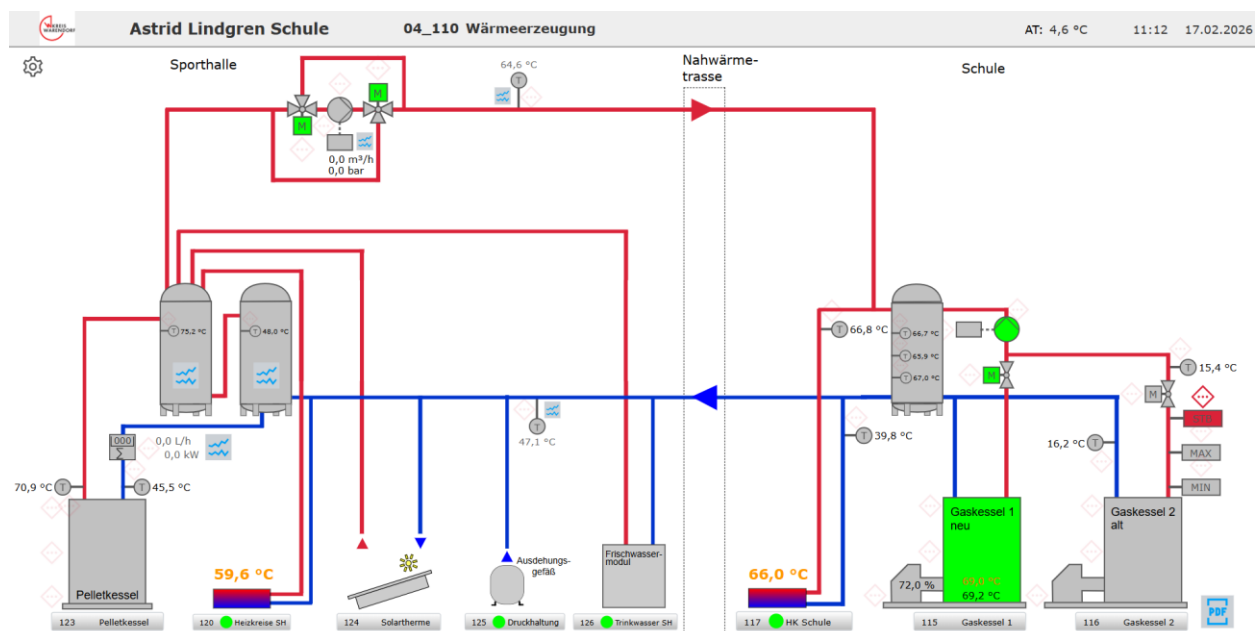 KREIS
WARENDORF
Astrid Lindgren Schule
04_110 Wärmeerzeugung
AT: 4,6 °C
11:12
17.02.2026
Sporthalle
64,6 °C
Nahwärme-
trasse
Schule
T
M
M
0,0 m³/h
0,0 bar
T 75,2 °C
T 48,0 °C
T 66,8 °C
T 66,7 °C
T 65,9 °C
T 67,0 °C
M
T 15,4 °C
M
000
Σ
0,0 L/h
0,0 kW
T
47,1 °C
T 39,8 °C
16,2 °C T
MAX
MIN
70,9 °C T
T 45,5 °C
Gaskessel 1
neu
Gaskessel 2
alt
Ausdehungs-
gefäß
Frischwasser-
modul
59,6 °C
66,0 °C
72,0 %
69,2 °C
Pelletkessel
PDF
123 Pelletkessel
120 Heizkreise SH
124 Solartherme
125 Druckhaltung
126 Trinkwasser SH
117 HK Schule
115 Gaskessel 1
116 Gaskessel 2